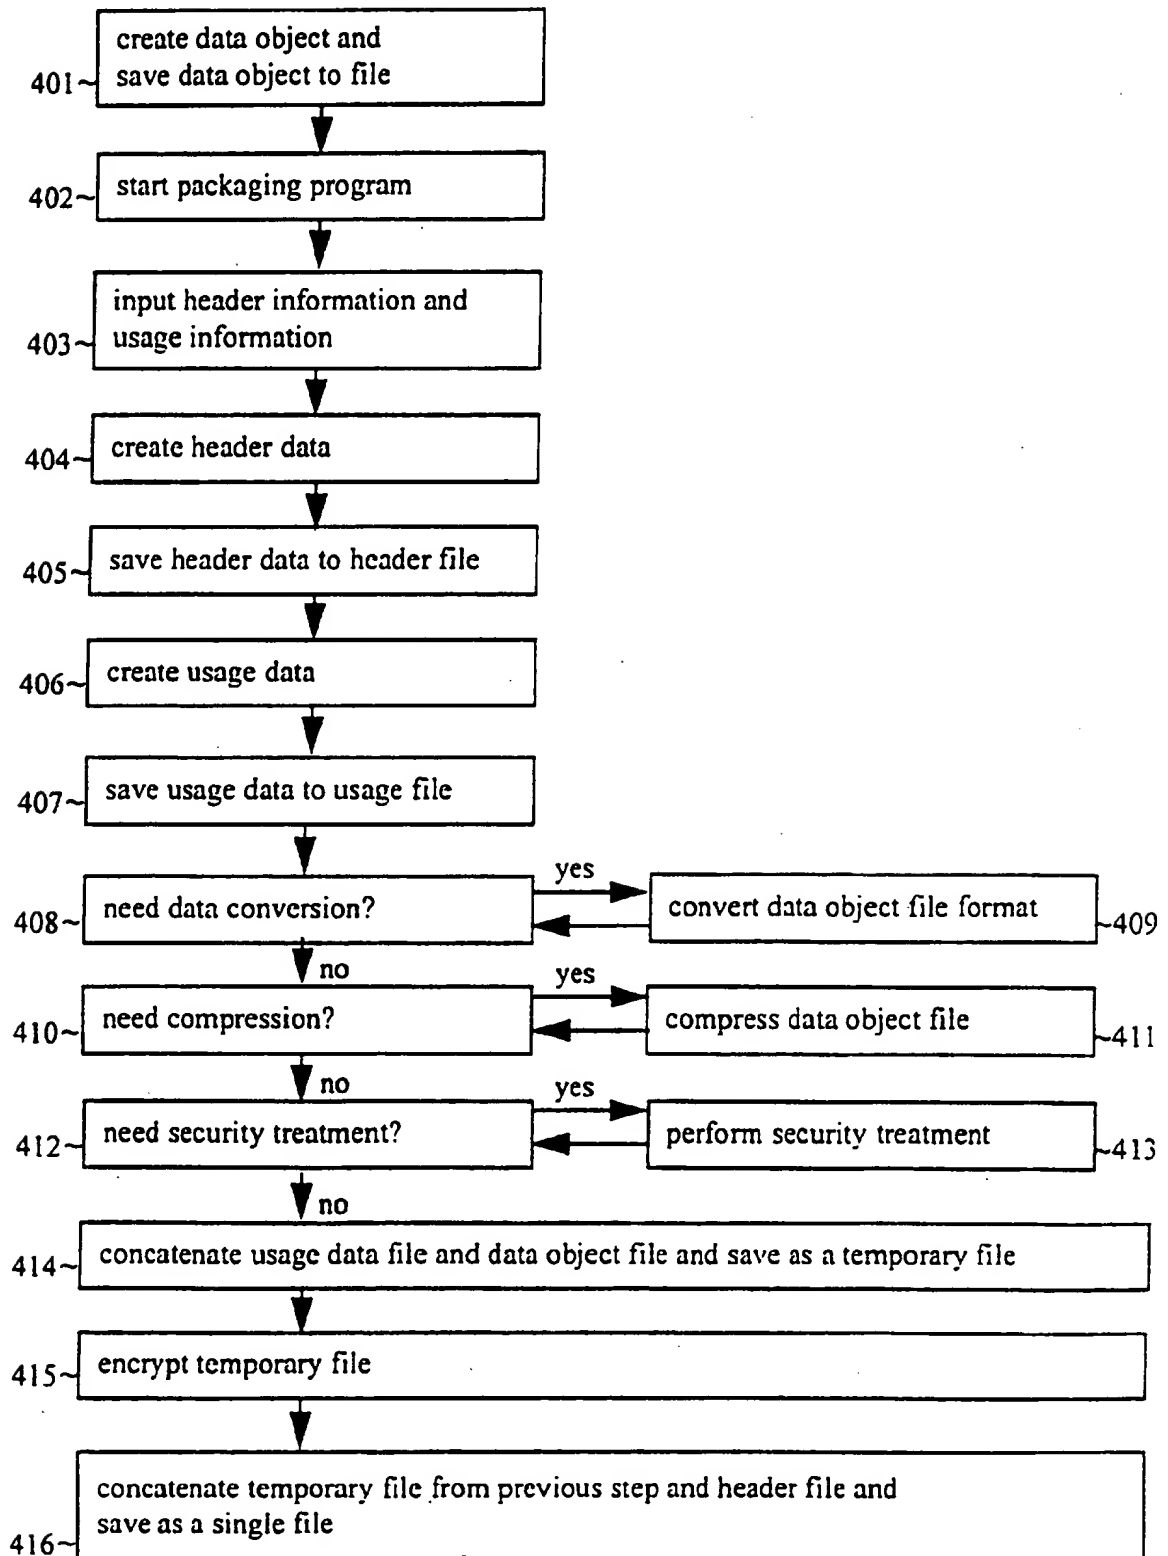 create data object and
save data object to file
401~
start packaging program
402~
input header information and
usage information
403~
create header data
404~
save header data to header file
405~
create usage data
406~
save usage data to usage file
407~
yes
need data conversion?
convert data object file format
408~
~409
no
yes
need compression?
compress data object file
410~
~411
no
yes
need security treatment?
perform security treatment
412~
~413
no
concatenate usage data file and data object file and save as a temporary file
414~
encrypt temporary file
415~
concatenate temporary file from previous step and header file and
save as a single file
416~